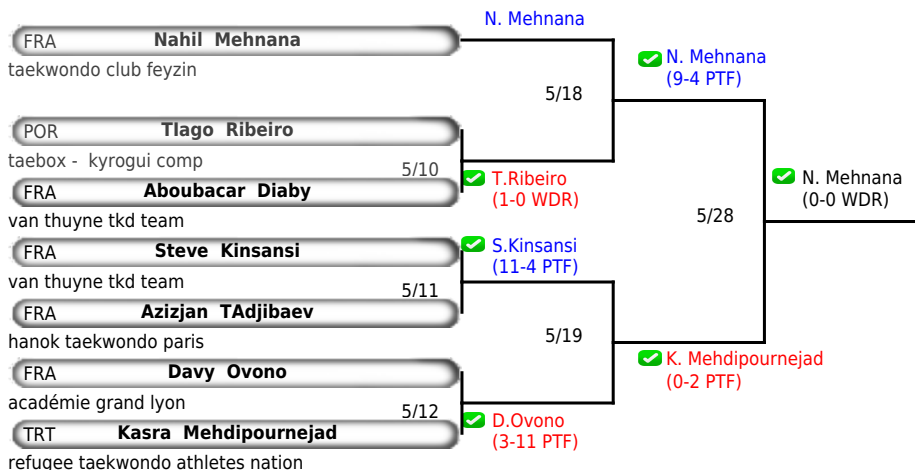 N. Mehnana
FRA Nahil Mehnana
taekwondo club feyzin
N. Mehnana
(9-4 PTF)
5/18
POR TIago Ribeiro
taebox - kyrogui comp
5/10
T.Ribeiro
(1-0 WDR)
FRA Aboubacar Diaby
van thuyne tkd team
N. Mehnana
(0-0 WDR)
5/28
FRA Steve Kinsansi
van thuyne tkd team
S.Kinsansi
(11-4 PTF)
5/11
FRA Azizjan TAdjibaev
hanok taekwondo paris
5/19
FRA Davy Ovono
académie grand lyon
K. Mehdipournejad
(0-2 PTF)
5/12
D.Ovono
(3-11 PTF)
TRT Kasra Mehdipournejad
refugee taekwondo athletes nation